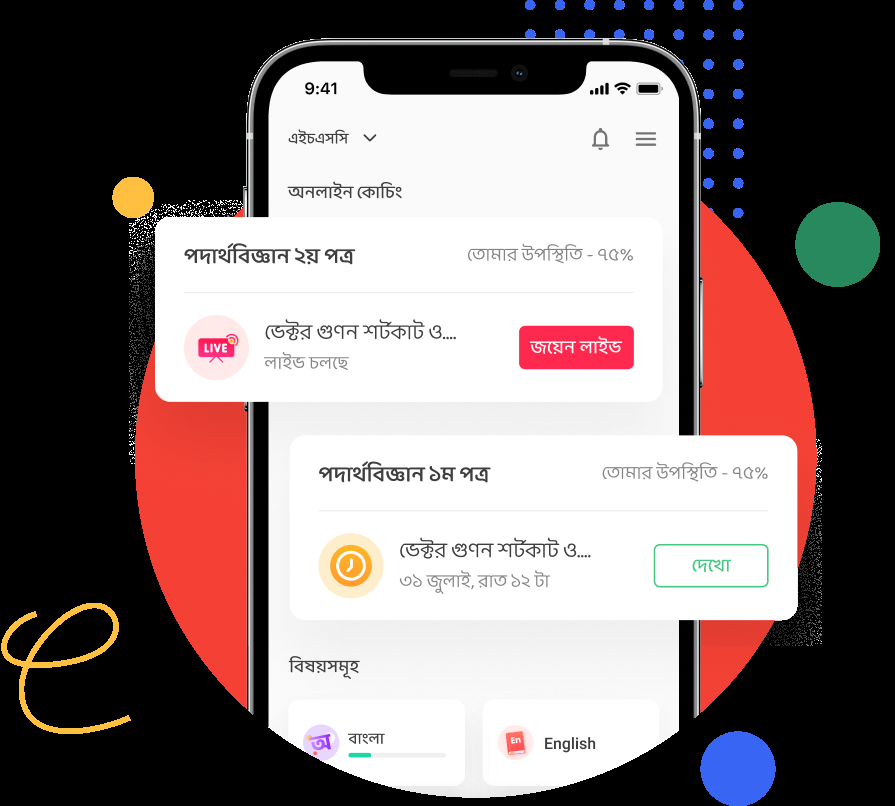 9:41
এইচএসসি
অনলাইন কোচিং
পদার্থবিজ্ঞান ২য় পত্র
তোমার উপস্থিতি - ৭৫%
LIVE
ভেক্টর গুণন শর্টকাট ও....
লাইভ চলছে
জয়েন লাইভ
পদার্থবিজ্ঞান ১ম পত্র
তোমার উপস্থিতি - ৭৫%
ভেক্টর গুণন শর্টকাট ও....
৩১ জুলাই, রাত ১২ টা
দেখো
বিষয়সমূহ
অ
বাংলা
En
English